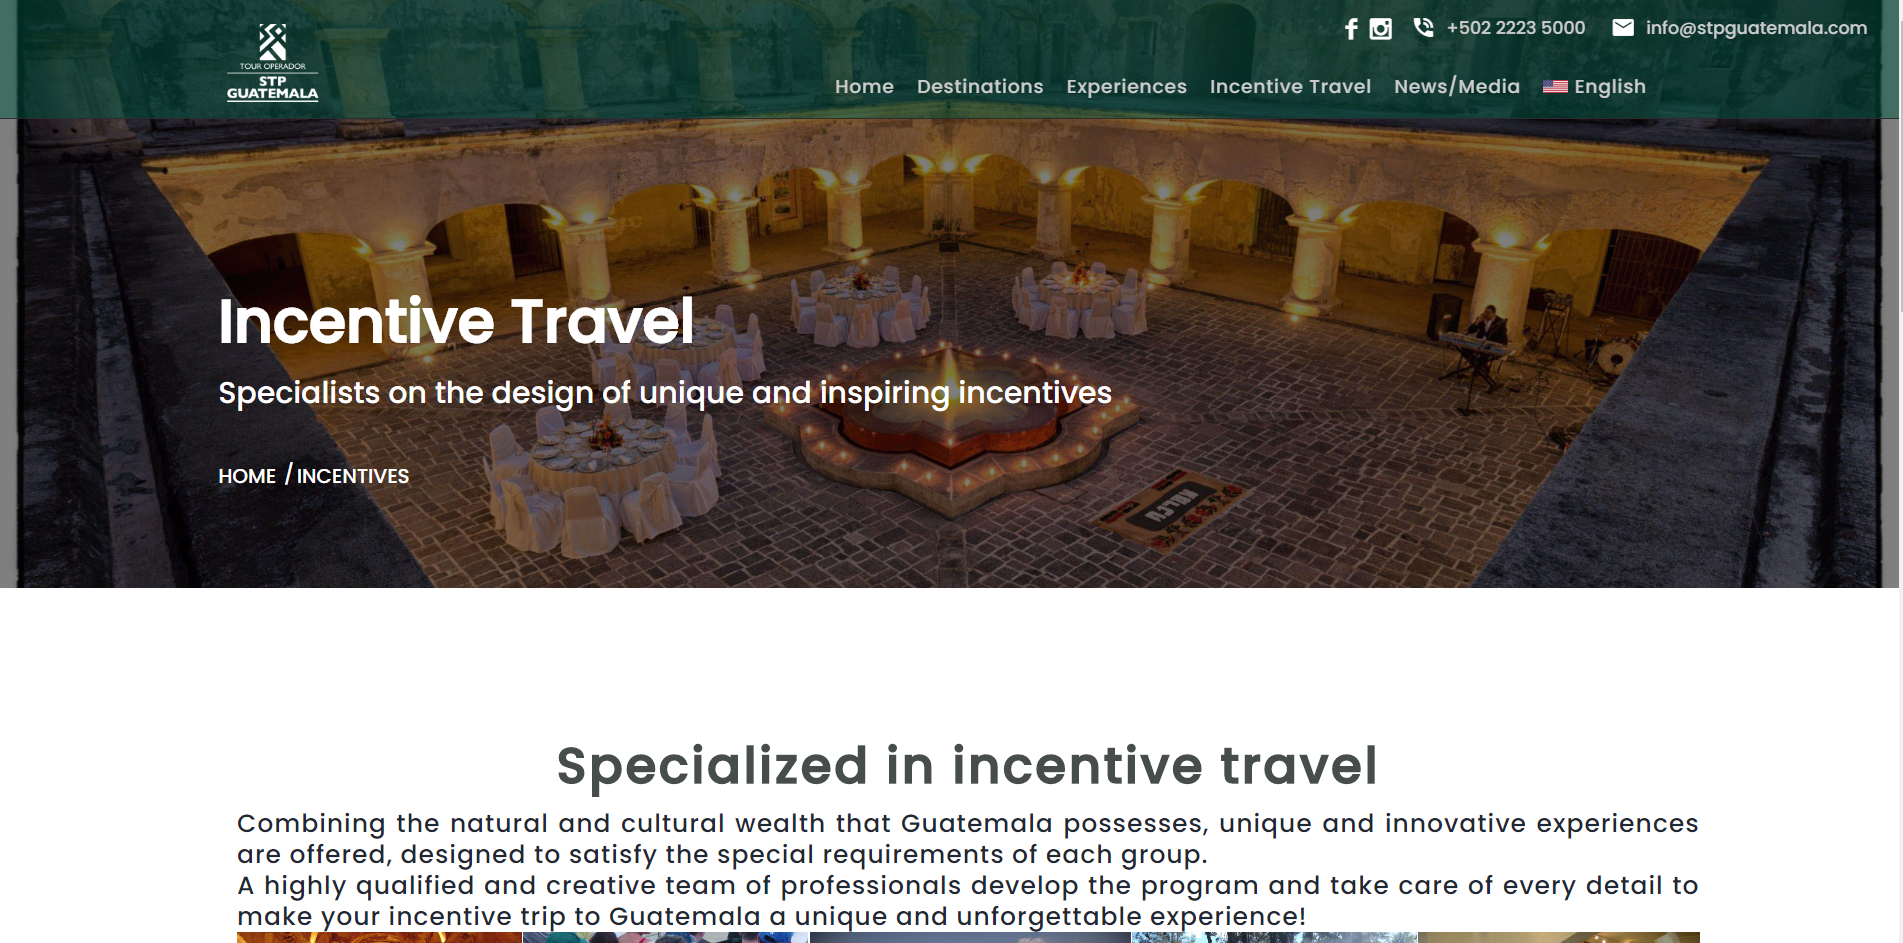 TOUR OPERADOR
STP
GUATEMALA
+502 2223 5000
info@stpguatemala.com
Home
Destinations
Experiences
Incentive Travel
News/Media
English
Incentive Travel
Specialists on the design of unique and inspiring incentives
HOME / INCENTIVES
Specialized in incentive travel
Combining the natural and cultural wealth that Guatemala possesses, unique and innovative experiences
are offered, designed to satisfy the special requirements of each group.
A highly qualified and creative team of professionals develop the program and take care of every detail to
make your incentive trip to Guatemala a unique and unforgettable experience!